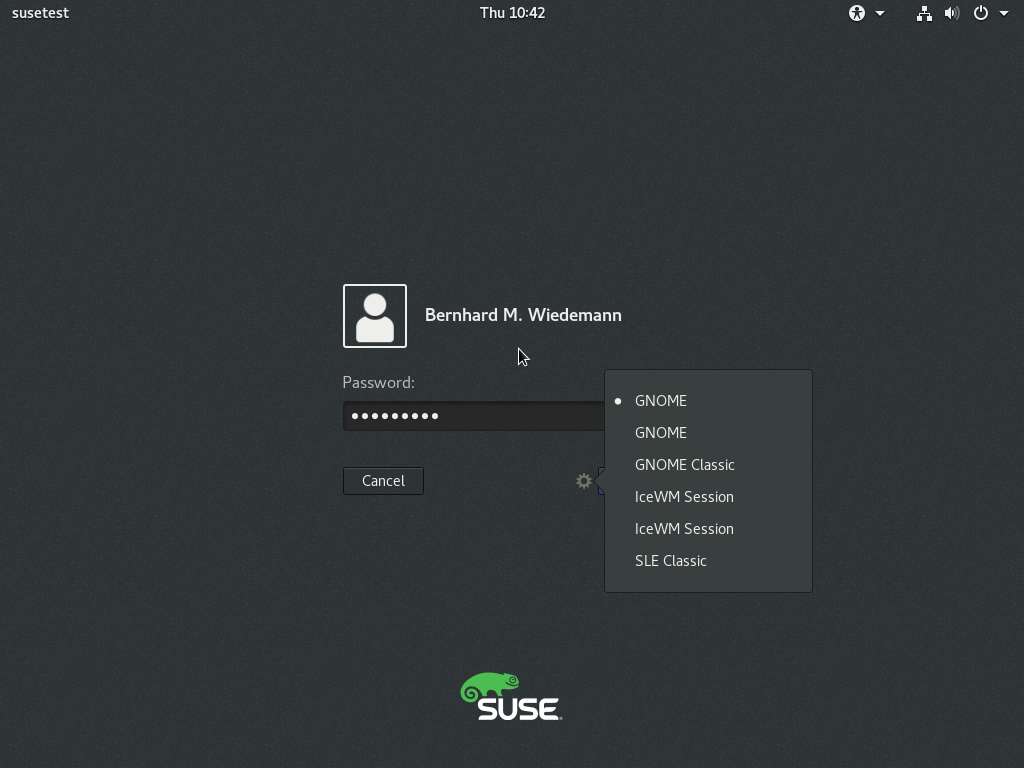 susetest
Thu 10:42
Bernhard M. Wiedemann
Password:
GNOME
GNOME
GNOME Classic
Cancel
IceWM Session
IceWM Session
SLE Classic
SUSE